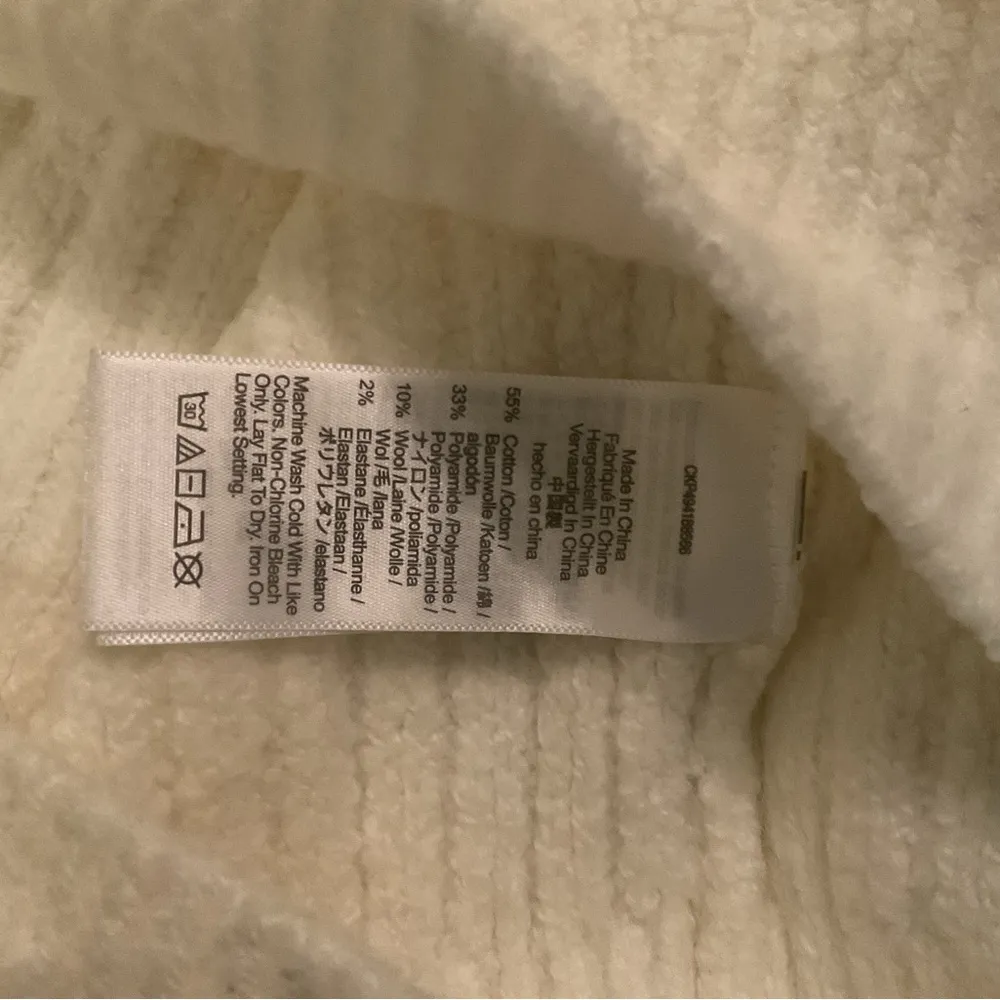 CKP49418698
Made In China
Fabriqué En Chine
Hergestellt In China
Vervaardigd In China
中国製
hecho en china
55% Cotton /Coton /
Baumwolle /Katoen /綿 /
algodón
33% Polyamide /Polyamide /
Polyamide /Polyamide /
ナイロン /poliamida
10% Wool /Laine /Wolle /
Wol /毛 /lana
2% Elastane /Élasthanne /
Elastan /Elastaan /
ポリウレタン /elastano
Machine Wash Cold With Like
Colors. Non-Chlorine Bleach
Only. Lay Flat To Dry. Iron On
Lowest Setting.
30